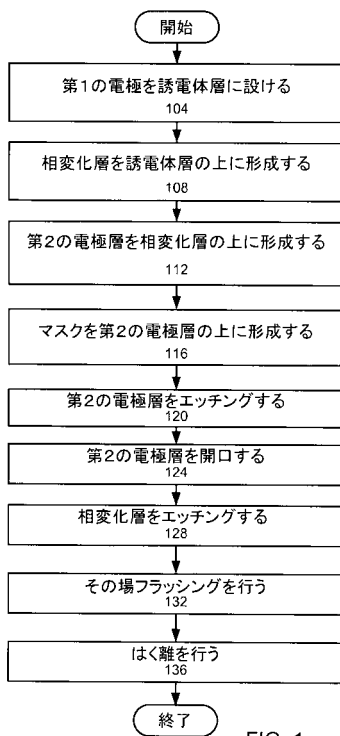 開始
第1の電極を誘電体層に設ける
104
相変化層を誘電体層の上に形成する
108
第2の電極層を相変化層の上に形成する
112
マスクを第2の電極層の上に形成する
116
第2の電極層をエッチングする
120
第2の電極層を開口する
124
相変化層をエッチングする
128
その場フラッシングを行う
132
はく離を行う
136
終了
FIG. 1